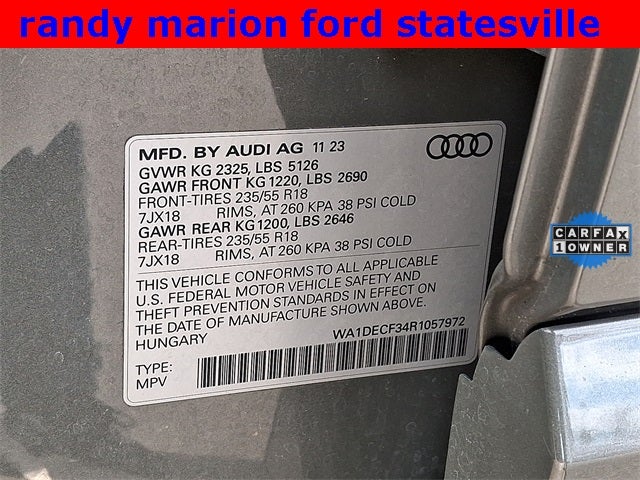 randy marion ford statesville
MFD. BY AUDI AG 11 23
GVWR KG 2325, LBS 5126
GAWR FRONT KG 1220, LBS 2690
FRONT-TIRES 235/55 R18
7JX18 RIMS, AT 260 KPA 38 PSI COLD
GAWR REAR KG 1200, LBS 2646
REAR-TIRES 235/55 R18
7JX18 RIMS, AT 260 KPA 38 PSI COLD
THIS VEHICLE CONFORMS TO ALL APPLICABLE
U.S. FEDERAL MOTOR VEHICLE SAFETY AND
THEFT PREVENTION STANDARDS IN EFFECT ON
THE DATE OF MANUFACTURE SHOWN ABOVE.
HUNGARY WA1DECF34R1057972
TYPE:
MPV
CARFAX
1 OWNER